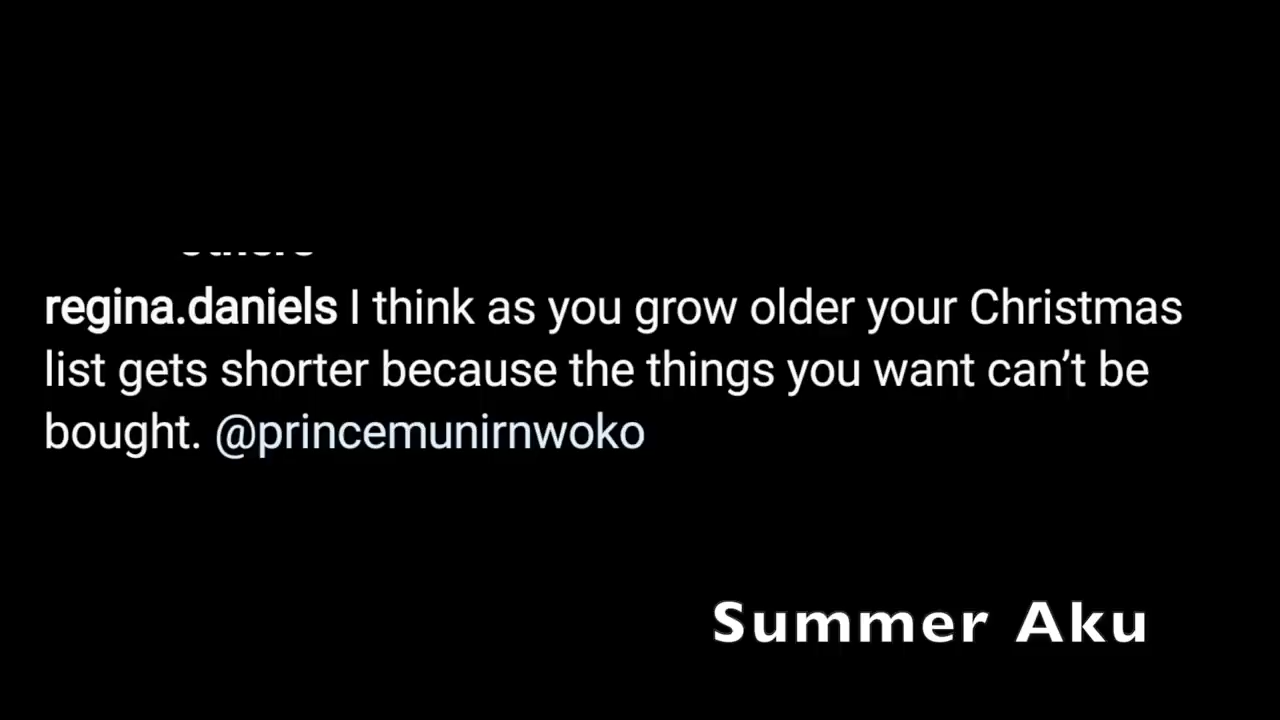 regina.daniels I think as you grow older your Christmas
list gets shorter because the things you want can’t be
bought. @princemunirnwoko
Summer Aku